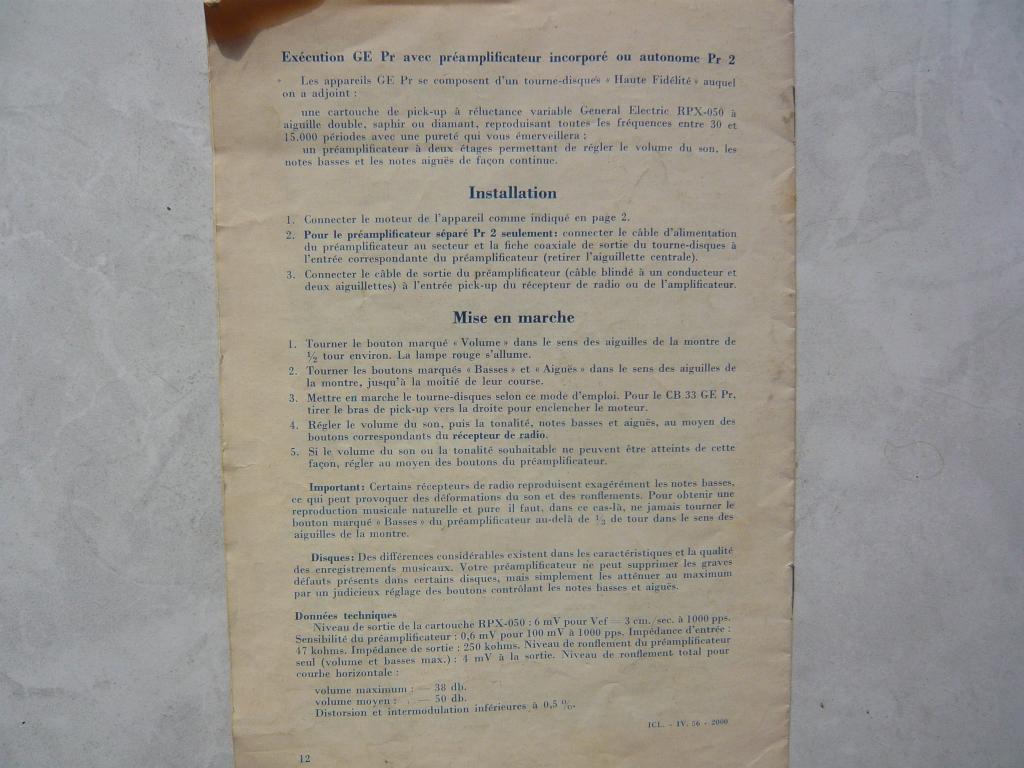 Exécution GE Pr avec préamplificateur incorporé ou autonome Pr 2
Les appareils GE Pr se composent d'un tourne-disques « Haute Fidélité » auquel
on a adjoint :
une cartouche de pick-up à réluctance variable General Electric RPX-050 à
aiguille double, saphir ou diamant, reproduisant toutes les fréquences entre 30 et
15.000 périodes avec une pureté qui vous émerveillera ;
un préamplificateur à deux étages permettant de régler le volume du son, les
notes basses et les notes aiguës de façon continue.
Installation
1. Connecter le moteur de l'appareil comme indiqué en page 2.
2. Pour le préamplificateur séparé Pr 2 seulement: connecter le câble d'alimentation
du préamplificateur au secteur et la fiche coaxiale de sortie du tourne-disques à
l'entrée correspondante du préamplificateur (retirer l'aiguillette centrale).
3. Connecter le câble de sortie du préamplificateur (câble blindé à un conducteur et
deux aiguillettes) à l'entrée pick-up du récepteur de radio ou de l'amplificateur.
Mise en marche
1. Tourner le bouton marqué « Volume » dans le sens des aiguilles de la montre de
½ tour environ. La lampe rouge s'allume.
2. Tourner les boutons marqués « Basses » et « Aiguës » dans le sens des aiguilles de
la montre, jusqu'à la moitié de leur course.
3. Mettre en marche le tourne-disques selon ce mode d'emploi. Pour le CB 33 GE Pr,
tirer le bras de pick-up vers la droite pour enclencher le moteur.
4. Régler le volume du son, puis la tonalité, notes basses et aiguës, au moyen des
boutons correspondants du récepteur de radio.
5. Si le volume du son ou la tonalité souhaitable ne peuvent être atteints de cette
façon, régler au moyen des boutons du préamplificateur.
Important: Certains récepteurs de radio reproduisent exagérément les notes basses,
ce qui peut provoquer des déformations du son et des ronflements. Pour obtenir une
reproduction musicale naturelle et pure il faut, dans ce cas-là, ne jamais tourner le
bouton marqué « Basses » du préamplificateur au-delà de ½ de tour dans le sens des
aiguilles de la montre.
Disques: Des différences considérables existent dans les caractéristiques et la qualité
des enregistrements musicaux. Votre préamplificateur ne peut supprimer les graves
défauts présents dans certains disques, mais simplement les atténuer au maximum
par un judicieux réglage des boutons contrôlant les notes basses et aiguës.
Données techniques
Niveau de sortie de la cartouche RPX-050 : 6 mV pour Vef = 3 cm./sec. à 1000 pps.
Sensibilité du préamplificateur : 0,6 mV pour 100 mV à 1000 pps. Impédance d'entrée :
47 kohms. Impédance de sortie : 250 kohms. Niveau de ronflement du préamplificateur
seul (volume et basses max.) : 4 mV à la sortie. Niveau de ronflement total pour
courbe horizontale :
volume maximum : — 38 db.
volume moyen : — 50 db.
Distorsion et intermodulation inférieures à 0,5 %.
ICL. - IV. 56 - 2000
12